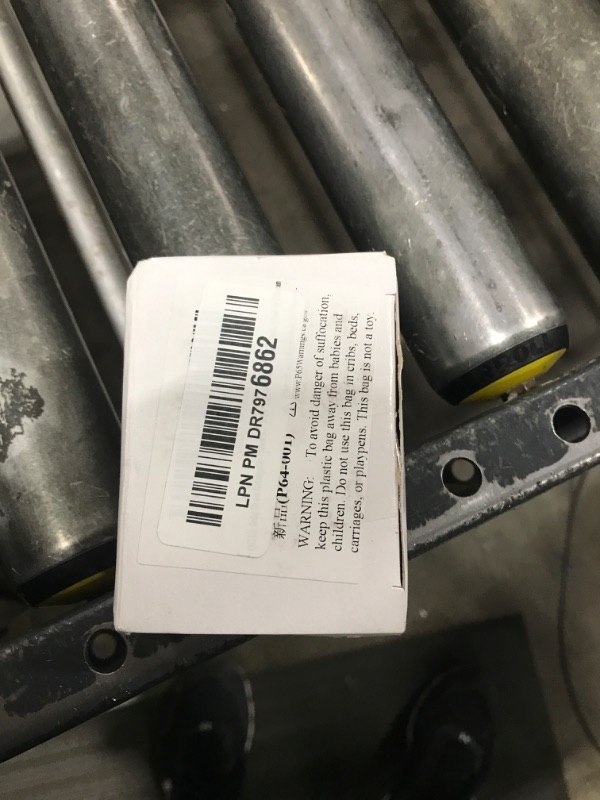 LPN PM DR7976862
新品(P64-001)
www.P65Warnings.ca.gov
WARNING: To avoid danger of suffocation,
keep this plastic bag away from babies and
children. Do not use this bag in cribs, beds,
carriages, or playpens. This bag is not a toy.